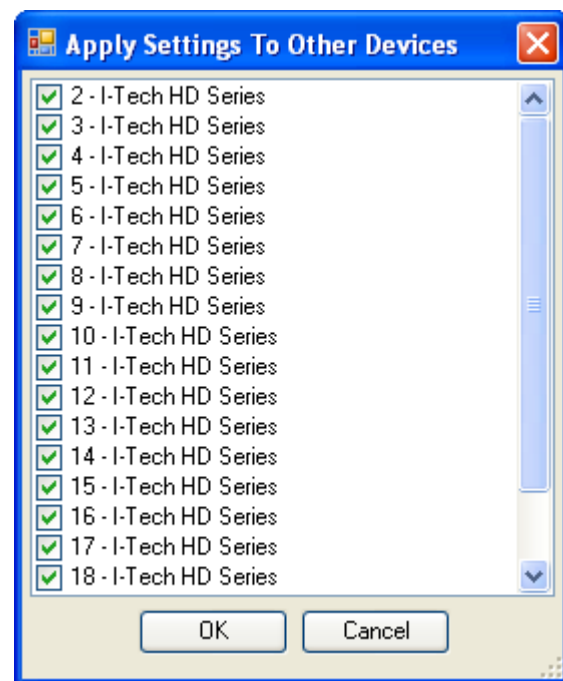 Apply Settings To Other Devices
2 - I-Tech HD Series
3 - I-Tech HD Series
4 - I-Tech HD Series
5 - I-Tech HD Series
6 - I-Tech HD Series
7 - I-Tech HD Series
8 - I-Tech HD Series
9 - I-Tech HD Series
10 - I-Tech HD Series
11 - I-Tech HD Series
12 - I-Tech HD Series
13 - I-Tech HD Series
14 - I-Tech HD Series
15 - I-Tech HD Series
16 - I-Tech HD Series
17 - I-Tech HD Series
18 - I-Tech HD Series
OK Cancel